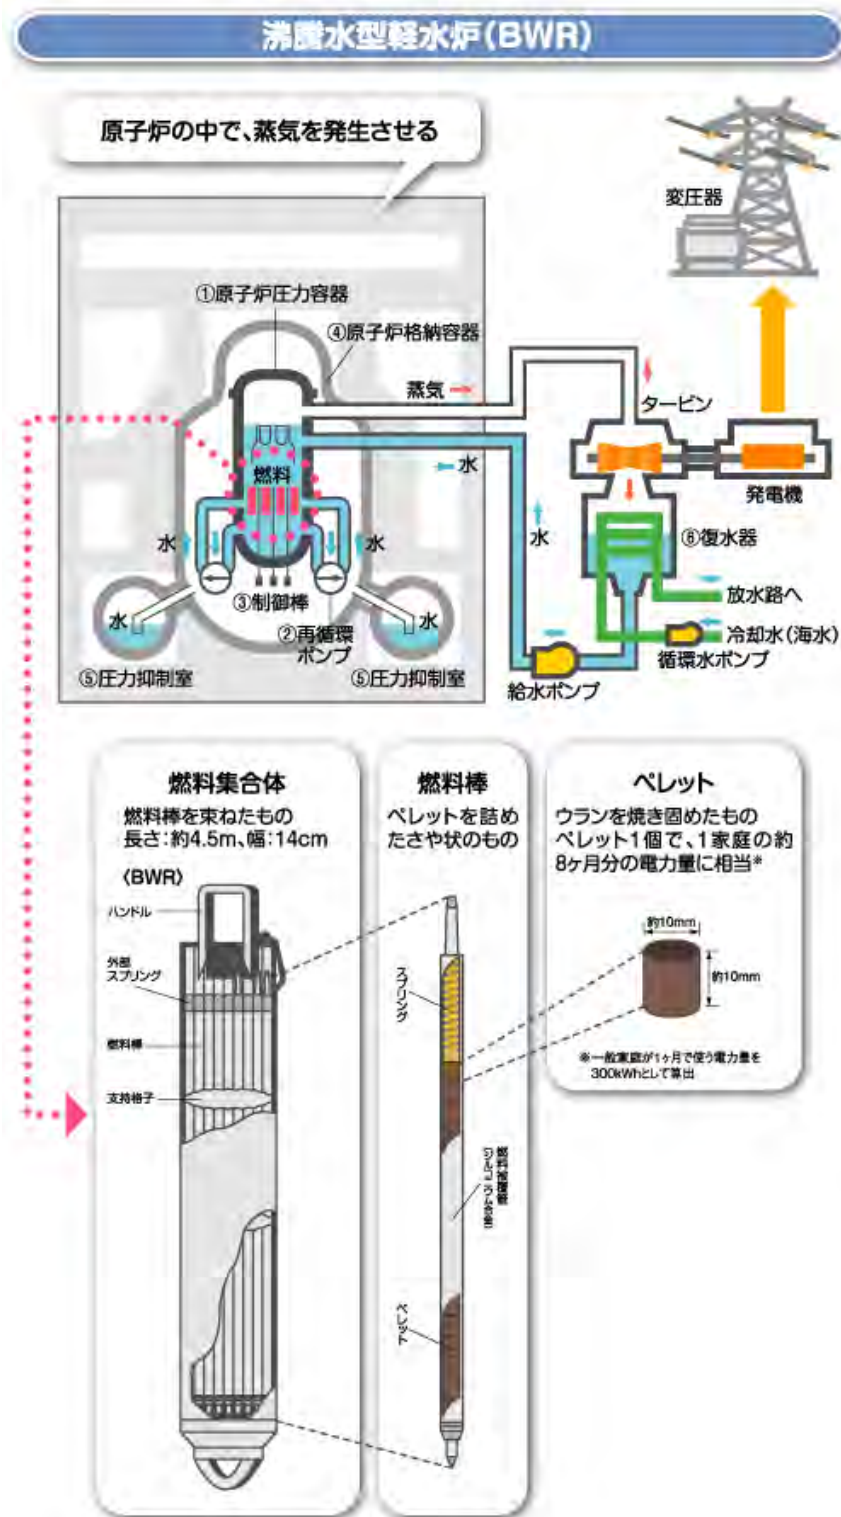 沸騰水型軽水炉(BWR)
原子炉の中で、蒸気を発生させる
変圧器
①原子炉圧力容器
④原子炉格納容器
蒸気
タービン
水
燃料
発電機
水
水
水
⑥復水器
③制御棒
放水路へ
水
水
②再循環
ポンプ
冷却水(海水)
循環水ポンプ
⑤圧力抑制室
⑤圧力抑制室
給水ポンプ
燃料集合体
燃料棒を束ねたもの
長さ:約4.5m、幅:14cm
〈BWR〉
ハンドル
外部
スプリング
燃料棒
支持格子
燃料棒
ペレットを詰め
たさや状のもの
スプリング
ペレット
ペレット
ウランを焼き固めたもの
ペレット1個で、1家庭の約
8ヶ月分の電力量に相当※
約10mm
約10mm
※一般家庭が1ヶ月で使う電力量を
300kWhとして算出